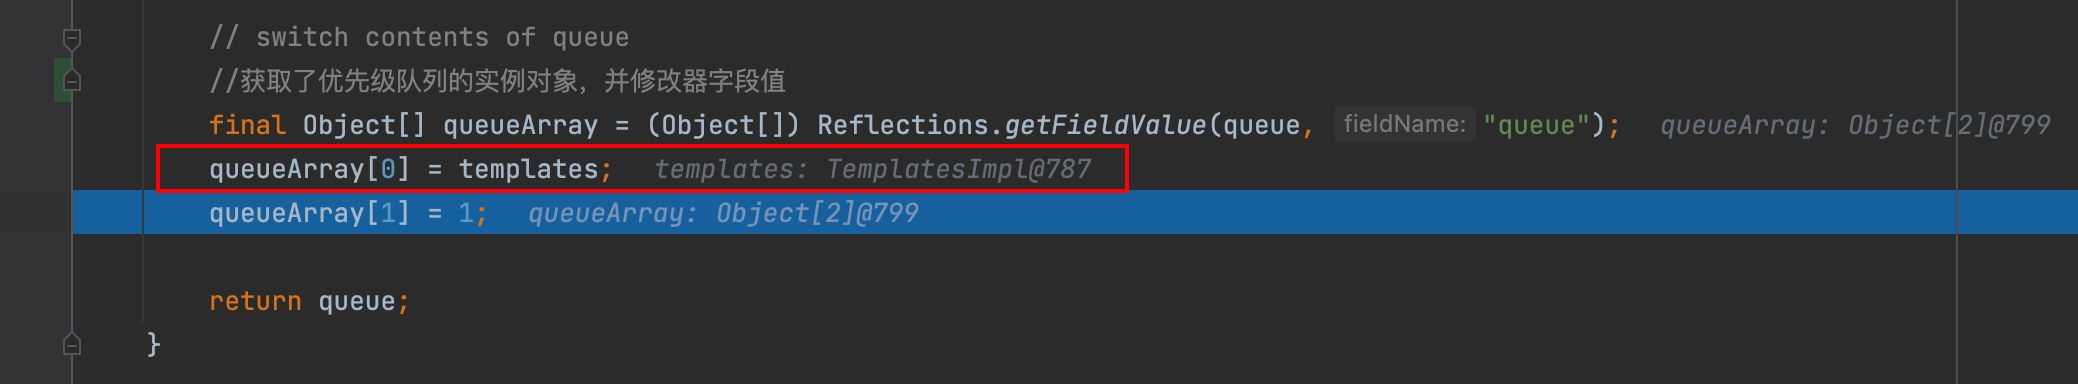 // switch contents of queue
//获取了优先级队列的实例对象，并修改器字段值
final Object[] queueArray = (Object[]) Reflections.getFieldValue(queue, fieldName: "queue"); queueArray: Object[2]@799
queueArray[0] = templates; templates: TemplatesImpl@787
queueArray[1] = 1; queueArray: Object[2]@799
return queue;
}